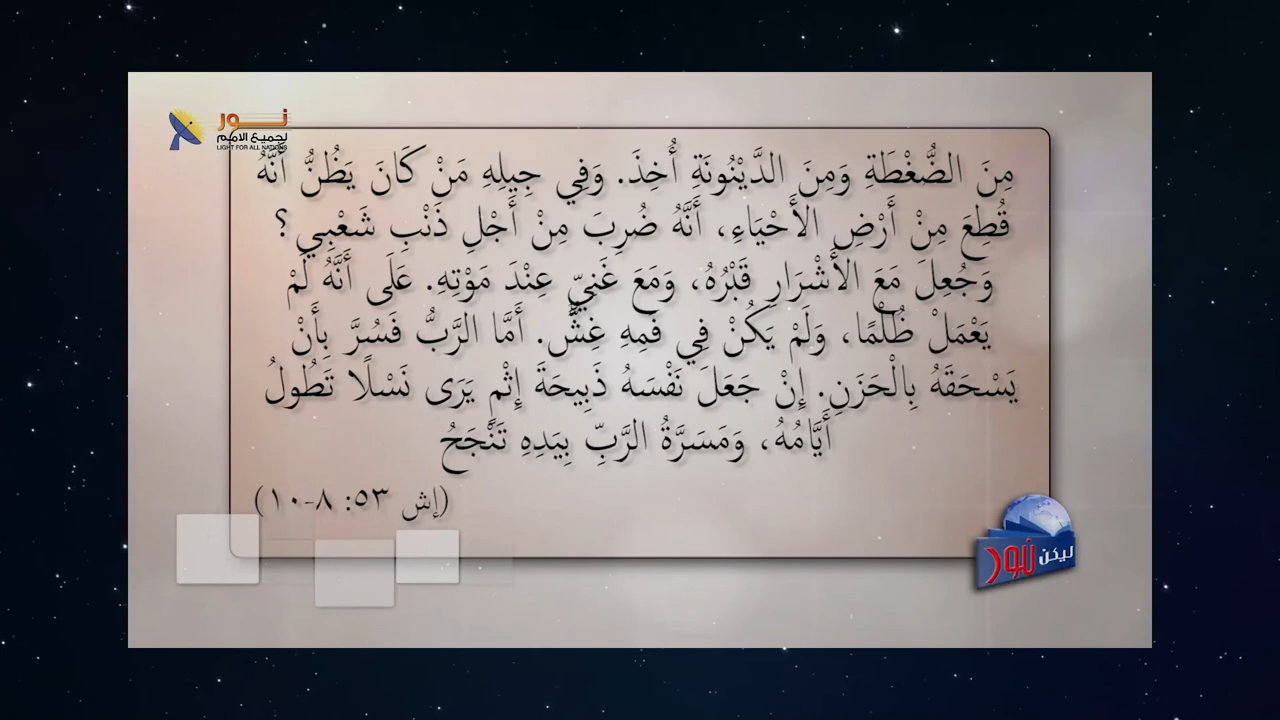 نور
لجميع الامم
LIGHT FOR ALL NATIONS
مِنَ الضُّغْطَةِ وَمِنَ الدَّيْنُونَةِ أُخِذَ. وَفِي جِيلِهِ مَنْ كَانَ يَظُنُّ أَنَّهُ
قُطِعَ مِنْ أَرْضِ الأَحْيَاءِ، أَنَّهُ ضُرِبَ مِنْ أَجْلِ ذَنْبِ شَعْبِي؟
وَجُعِلَ مَعَ الأَشْرَارِ قَبْرُهُ، وَمَعَ غَنِيٍّ عِنْدَ مَوْتِهِ. عَلَى أَنَّهُ لَمْ
يَعْمَلْ ظُلْمًا، وَلَمْ يَكُنْ فِي فَمِهِ غِشٌّ. أَمَّا الرَّبُّ فَسُرَّ بِأَنْ
يَسْحَقَهُ بِالْحَزَنِ. إِنْ جَعَلَ نَفْسَهُ ذَبِيحَةَ إِثْمٍ يَرَى نَسْلًا تَطُولُ
أَيَّامُهُ، وَمَسَرَّةُ الرَّبِّ بِيَدِهِ تَنْجَحُ
(إش ٥٣: ٨-١٠)
ليكن نور